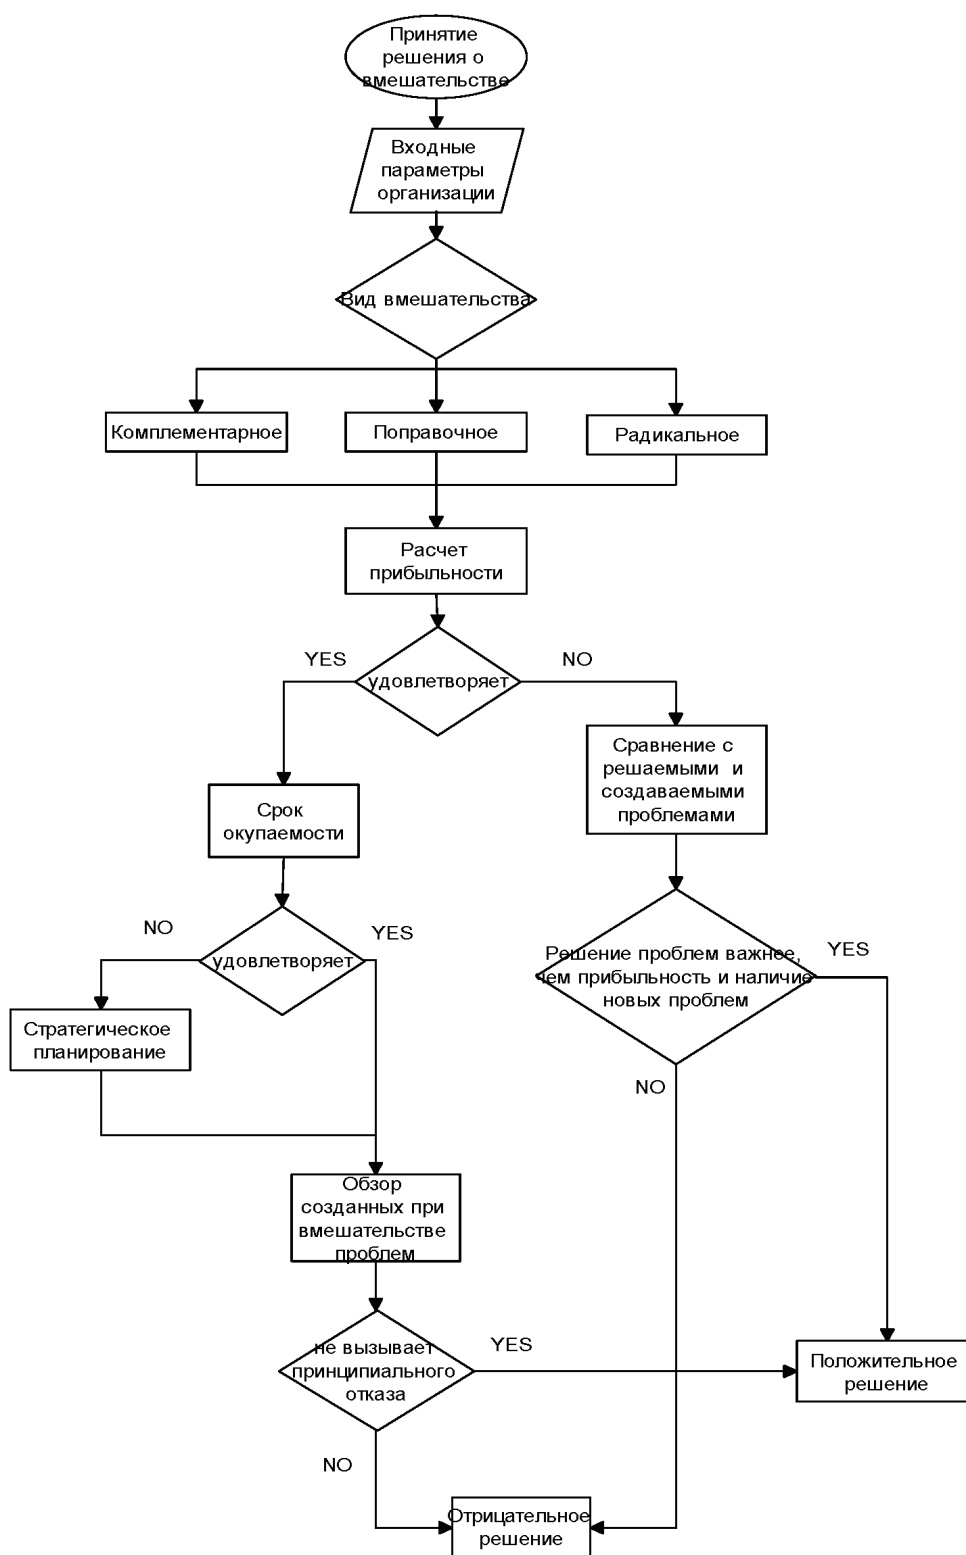 Принятие
решения о
вмешательстве
Входные
параметры
организации
Вид вмешательства
Комплементарное
Поправочное
Радикальное
Расчет
прибыльности
YES
удовлетворяет
NO
Сравнение с
решаемыми и
создаваемыми
проблемами
Срок
окупаемости
NO
удовлетворяет
YES
Решение проблем важнее,
чем прибыльность и наличие
новых проблем
YES
NO
Стратегическое
планирование
Обзор
созданных при
вмешательстве
проблем
не вызывает
принципиального
отказа
YES
NO
Положительное
решение
Отрицательное
решение